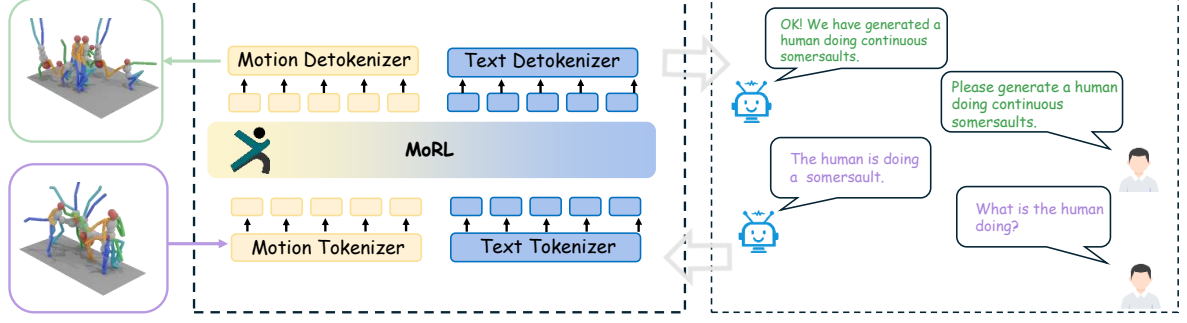 Motion Detokenizer
Text Detokenizer
MoRL
Motion Tokenizer
Text Tokenizer
OK! We have generated a
human doing continuous
somersaults.
Please generate a human
doing continuous
somersaults.
The human is doing
a somersault.
What is the human
doing?